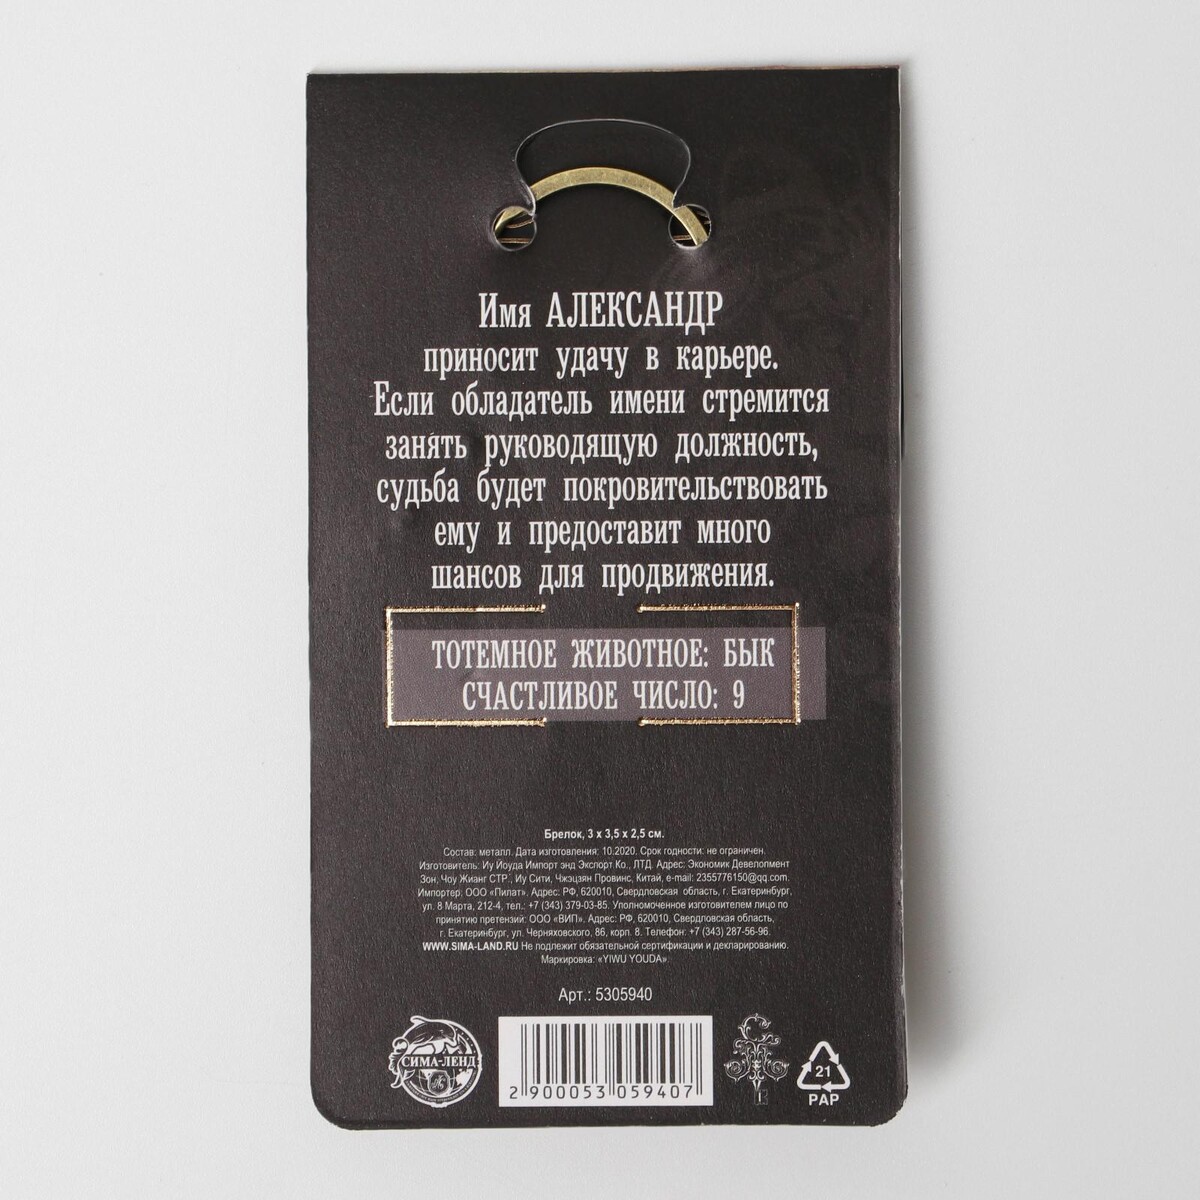 Имя АЛЕКСАНДР
приносит удачу в карьере.
Если обладатель имени стремится
занять руководящую должность,
судьба будет покровительствовать
ему и предоставит много
шансов для продвижения.
ТОТЕМНОЕ ЖИВОТНОЕ: БЫК
СЧАСТЛИВОЕ ЧИСЛО: 9
Брелок, 3 х 3,5 х 2,5 см.
Состав: металл. Дата изготовления: 10.2020. Срок годности: не ограничен.
Изготовитель: Иу Йоуда Импорт энд Экспорт Ко., ЛТД. Адрес: Экономик Девелопмент
Зон, Чоу Жианг СТР., Иу Сити, Чжэцзян Провинс, Китай, e-mail: 2355776150@qq.com.
Импортер: ООО «Пилат». Адрес: РФ, 620010, Свердловская область, г. Екатеринбург,
ул. 8 Марта, 212-4, тел.: +7 (343) 379-03-85. Уполномоченное изготовителем лицо по
принятию претензий: ООО «ВИП». Адрес: РФ, 620010, Свердловская область,
г. Екатеринбург, ул. Черняховского, 86, корп. 8. Телефон: +7 (343) 287-56-96.
WWW.SIMA-LAND.RU Не подлежит обязательной сертификации и декларированию.
Маркировка: «YIWU YOUDA»
Арт.: 5305940
СИМА-ЛЕНД
2 900053 059407
21
PAP